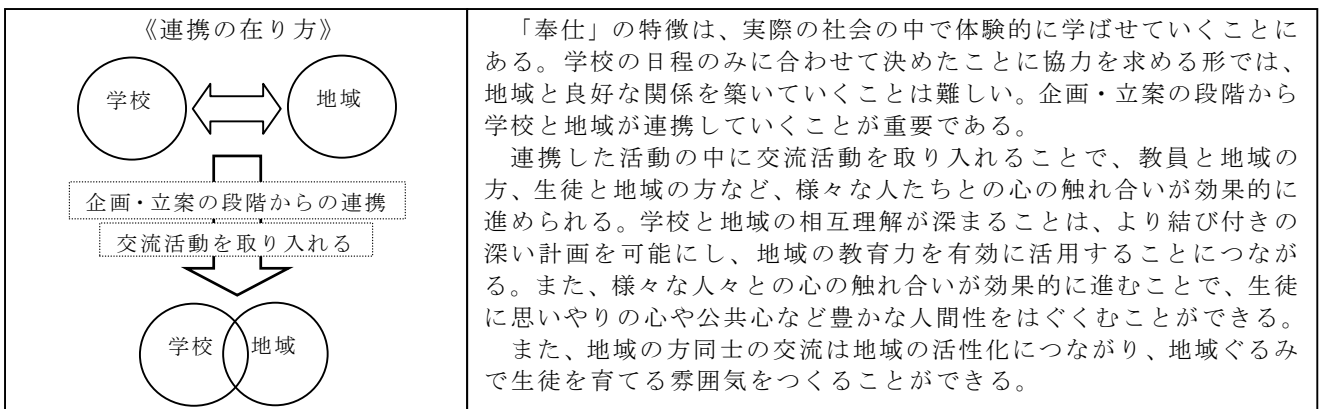 《連携の在り方》
学校
地域
企画・立案の段階からの連携
交流活動を取り入れる
学校
地域
「奉仕」の特徴は、実際の社会の中で体験的に学ばせていくことに
ある。学校の日程のみに合わせて決めたことに協力を求める形では、
地域と良好な関係を築いていくことは難しい。企画・立案の段階から
学校と地域が連携していくことが重要である。
連携した活動の中に交流活動を取り入れることで、教員と地域の
方、生徒と地域の方など、様々な人たちとの心の触れ合いが効果的に
進められる。学校と地域の相互理解が深まることは、より結び付きの
深い計画を可能にし、地域の教育力を有効に活用することにつなが
る。また、様々な人々との心の触れ合いが効果的に進むことで、生徒
に思いやりの心や公共心など豊かな人間性をはぐくむことができる。
また、地域の方同士の交流は地域の活性化につながり、地域ぐるみ
で生徒を育てる雰囲気をつくることができる。